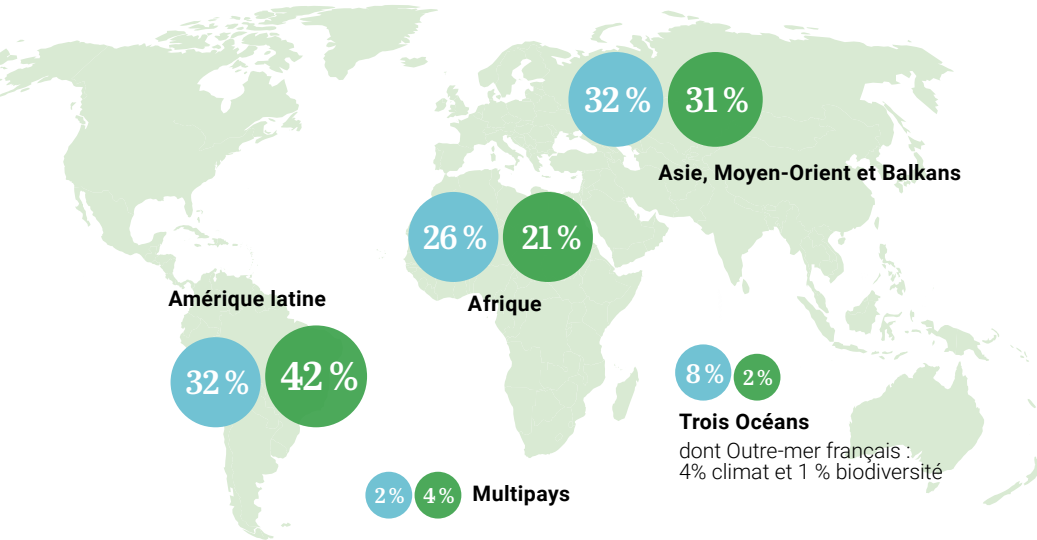 32 %
31 %
Asie, Moyen-Orient et Balkans
26 %
21 %
Afrique
Amérique latine
32 %
42 %
8 %
2 %
Trois Océans
dont Outre-mer français :
4% climat et 1 % biodiversité
2 %
4 %
Multipays